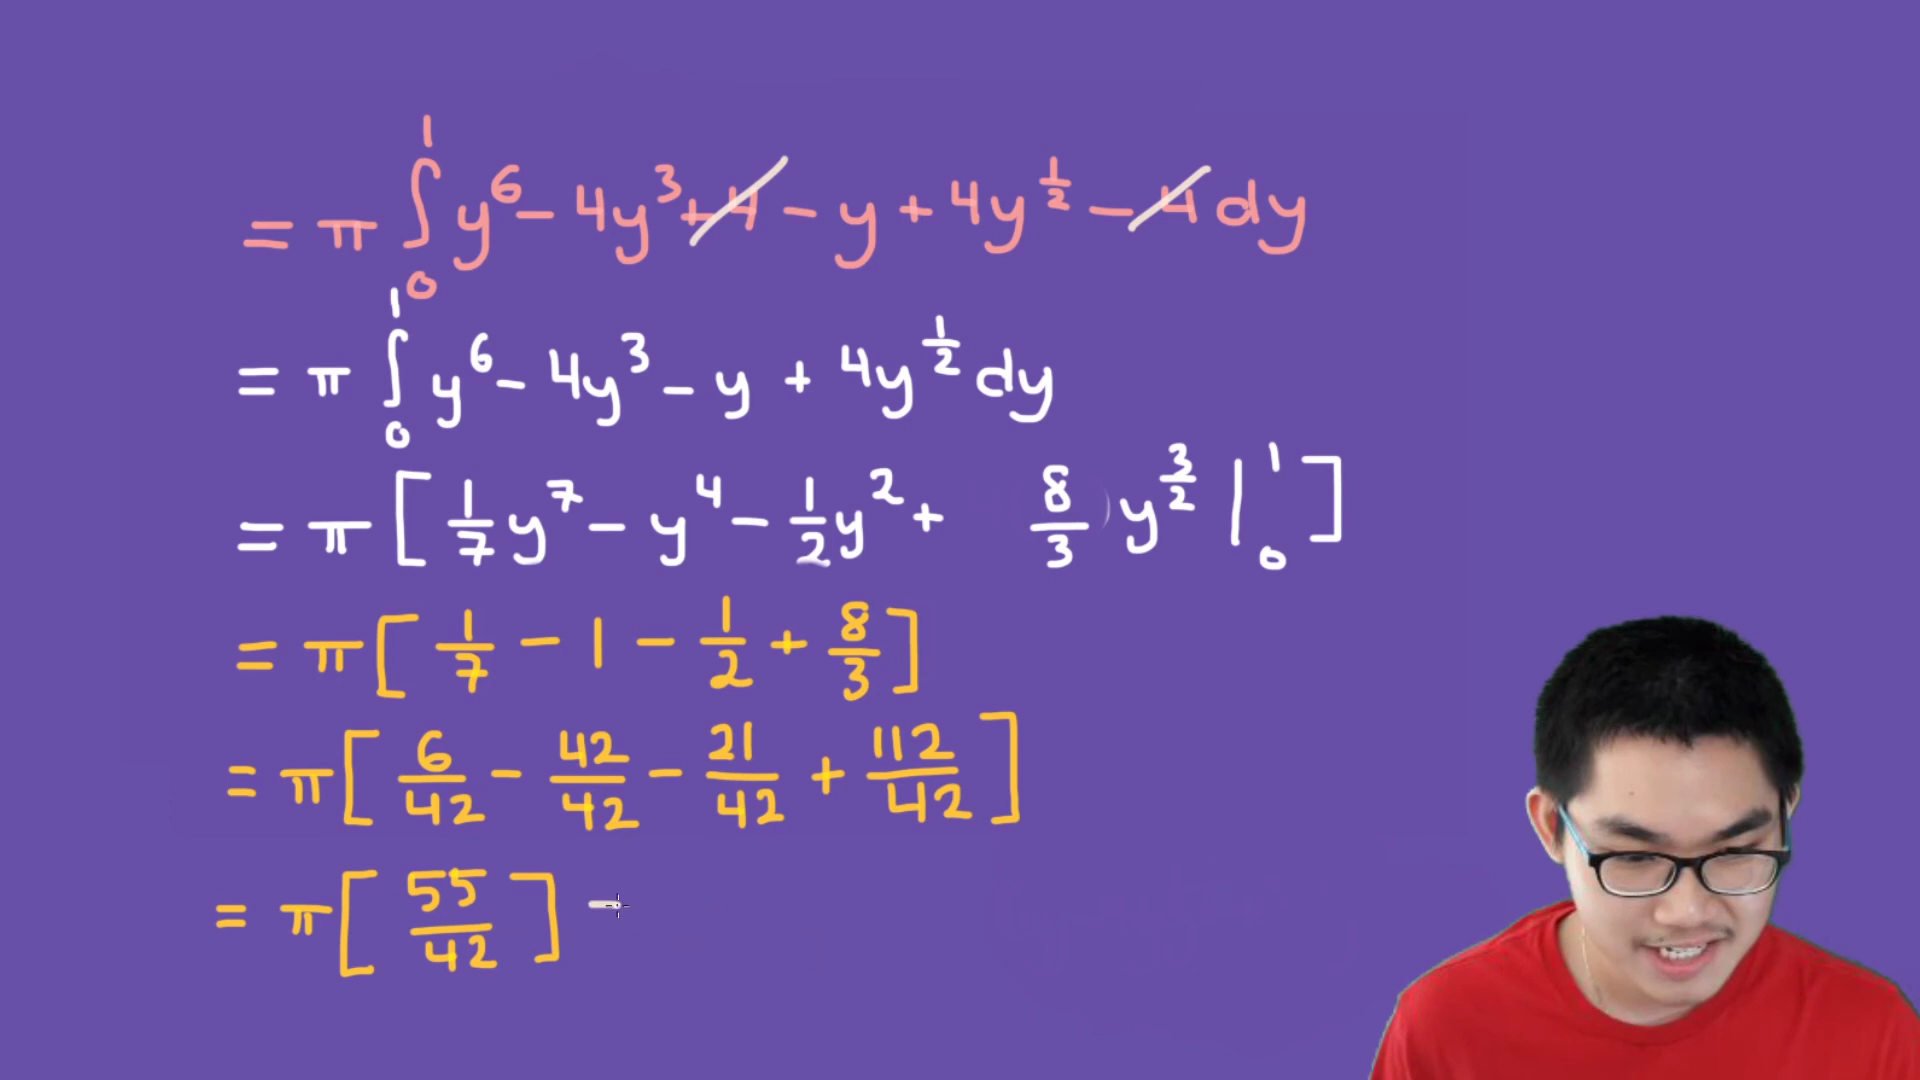 = π ∫₀¹ y⁶ - 4y³ + 4 - y + 4y^(1/2) - 4 dy
= π ∫₀¹ y⁶ - 4y³ - y + 4y^(1/2) dy
= π [ 1/7 y⁷ - y⁴ - 1/2 y² + 8/3 y^(3/2) |₀¹ ]
= π [ 1/7 - 1 - 1/2 + 8/3 ]
= π [ 6/42 - 42/42 - 21/42 + 112/42 ]
= π [ 55/42 ] -